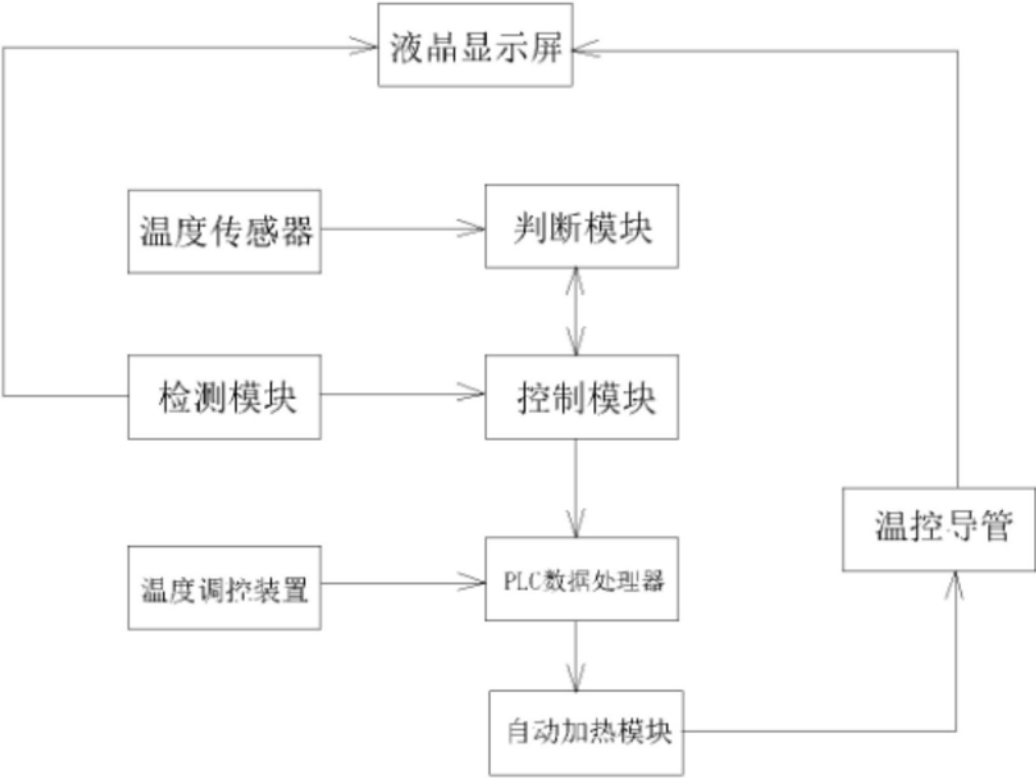 液晶显示屏
温度传感器
判断模块
检测模块
控制模块
温控导管
温度调控装置
PLC数据处理器
自动加热模块